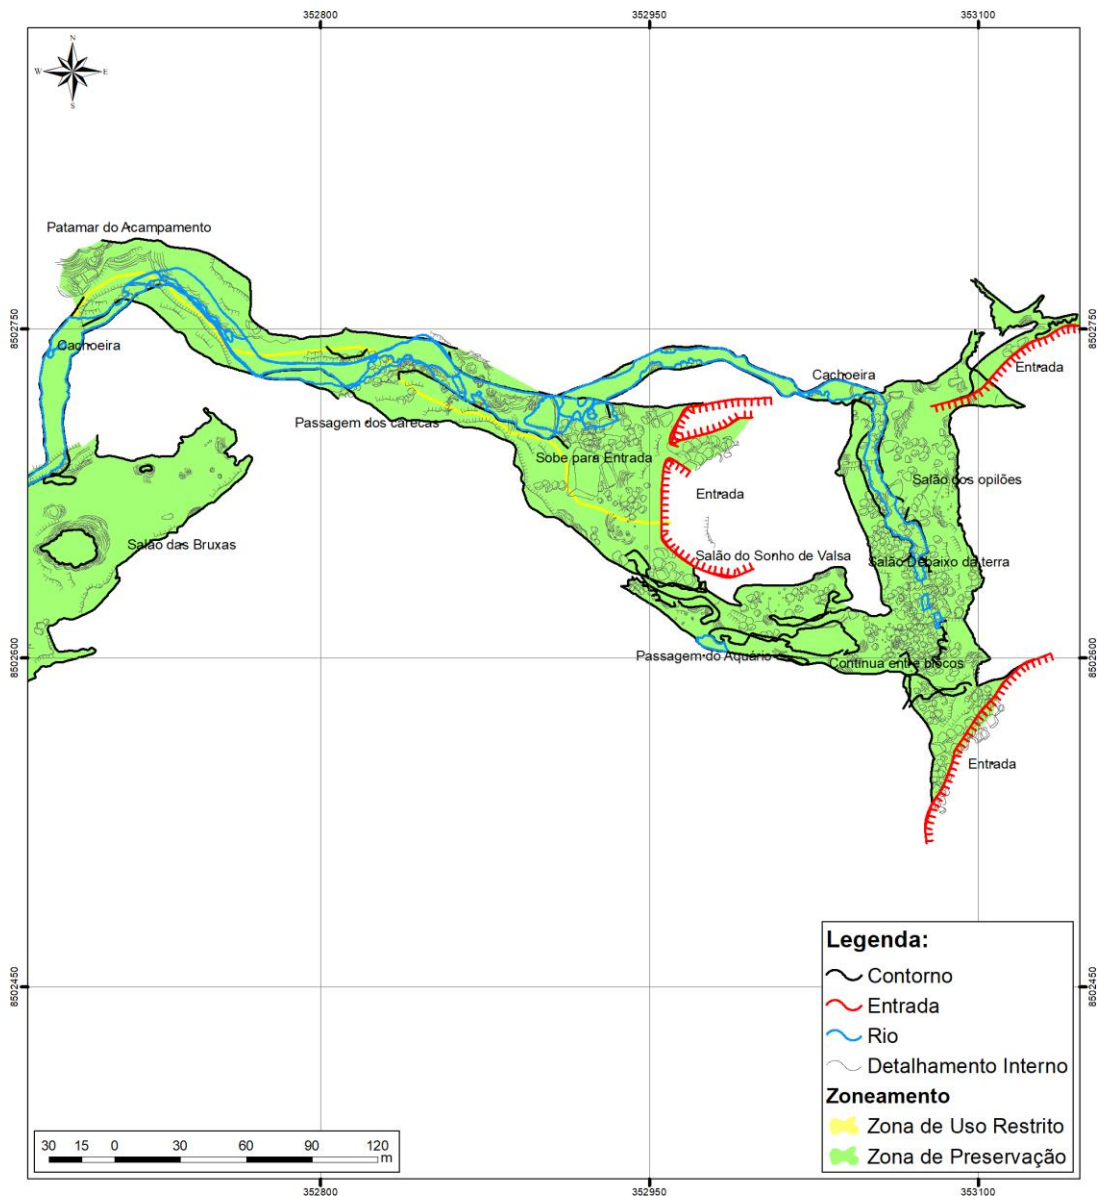 352800
352950
353100
N
W
E
S
Patamar do Acampamento
8502750
8502750
Cachoeira
Cachoeira
Entrada
Passagem dos carecas
Sobe para Entrada
Salão dos opilões
Entrada
Salão das Bruxas
Salão do Sonho de Valsa
Salão Debaixo da terra
8502600
8502600
Passagem do Aquário
Continua entre blocos
Entrada
Legenda:
Contorno
8502450
8502450
Entrada
Rio
Detalhamento Interno
Zoneamento
Zona de Uso Restrito
Zona de Preservação
30 15 0 30 60 90 120
m
352800
352950
353100